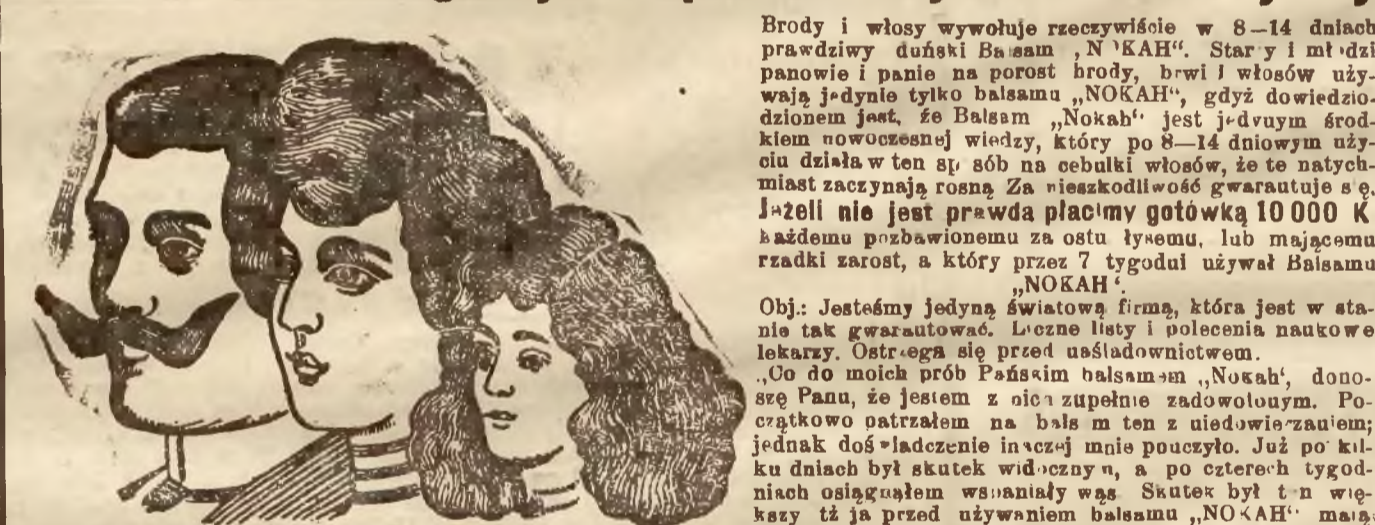 Brody i włosy wywołuje rzeczywiście w 8—14 dniach
prawdziwy duński Balsam „NOKAH“. Starzy i młodzi
panowie i panie na porost brody, brwi i włosów uży-
wają jedynie tylko balsamu „NOKAH“, gdyż dowiedzio-
dzionem jest, że Balsam „Nokah“ jest jedynym środ-
kiem nowoczesnej wiedzy, który po 8—14 dniowym uży-
ciu działa w ten sposób na cebulki włosów, że te natych-
miast zaczynają rosną Za nieszkodliwość gwarantuje się.
Jeżeli nie jest prawdą płacimy gotówką 10 000 K
każdemu pozbawionemu zarostu łysemu, lub mającemu
rzadki zarost, a który przez 7 tygodni używał Balsamu
„NOKAH“.
Obj.: Jesteśmy jedyną światową firmą, która jest w sta-
nie tak gwarantować. Liczne listy i polecenia naukowe
lekarzy. Ostrzega się przed naśladownictwem.
„Co do moich prób Pańskim balsamem „Nokah‘, dono-
szę Panu, że jestem z nich zupełnie zadowolonym. Po-
czątkowo patrzałem na balsam ten z niedowierzaniem;
jednak doświadczenie inaczej mnie pouczyło. Już po kil-
ku dniach był skutek widocznym, a po czterech tygod-
niach osiągnąłem wspaniały wąs. Skutek był ten wię-
kszy iż ja przed używaniem balsamu „NOKAH“ mają